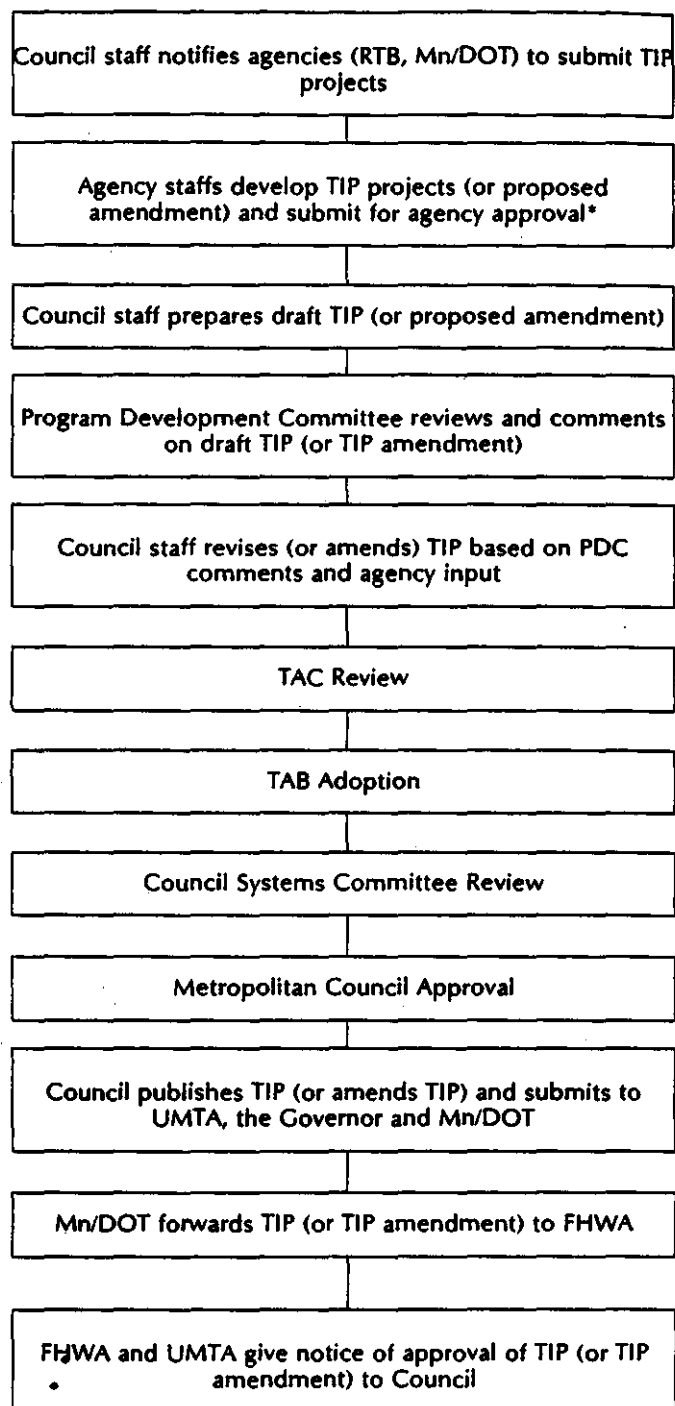 Council staff notifies agencies (RTB, Mn/DOT) to submit TIP
projects
Agency staffs develop TIP projects (or proposed
amendment) and submit for agency approval*
Council staff prepares draft TIP (or proposed amendment)
Program Development Committee reviews and comments
on draft TIP (or TIP amendment)
Council staff revises (or amends) TIP based on PDC
comments and agency input
TAC Review
TAB Adoption
Council Systems Committee Review
Metropolitan Council Approval
Council publishes TIP (or amends TIP) and submits to
UMTA, the Governor and Mn/DOT
Mn/DOT forwards TIP (or TIP amendment) to FHWA
FHWA and UMTA give notice of approval of TIP (or TIP
amendment) to Council